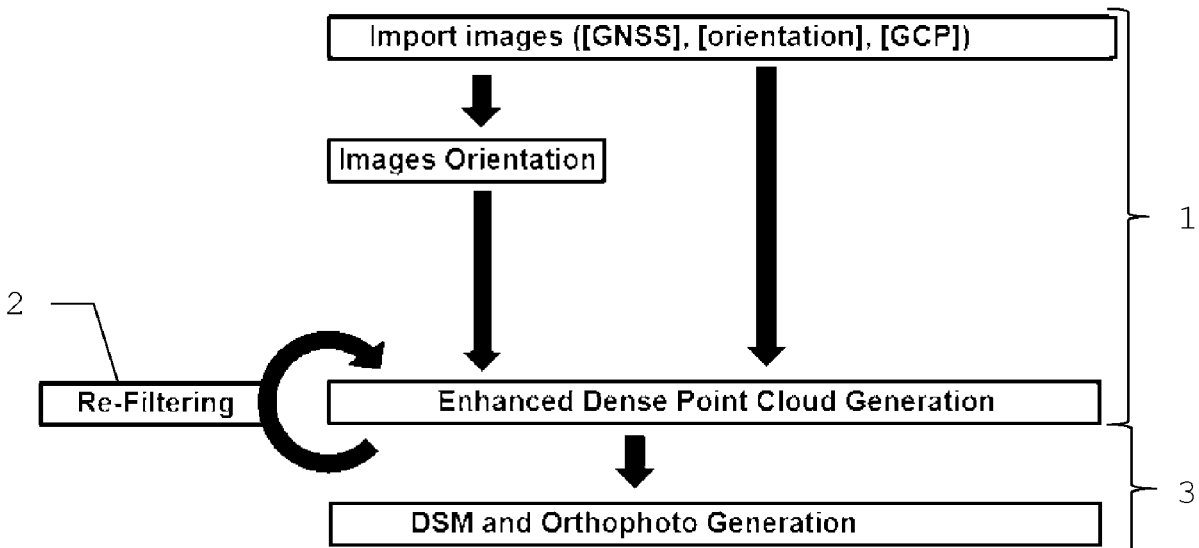 Import images ([GNSS], [orientation], [GCP])
Images Orientation
1
2
Re-Filtering
Enhanced Dense Point Cloud Generation
3
DSM and Orthophoto Generation